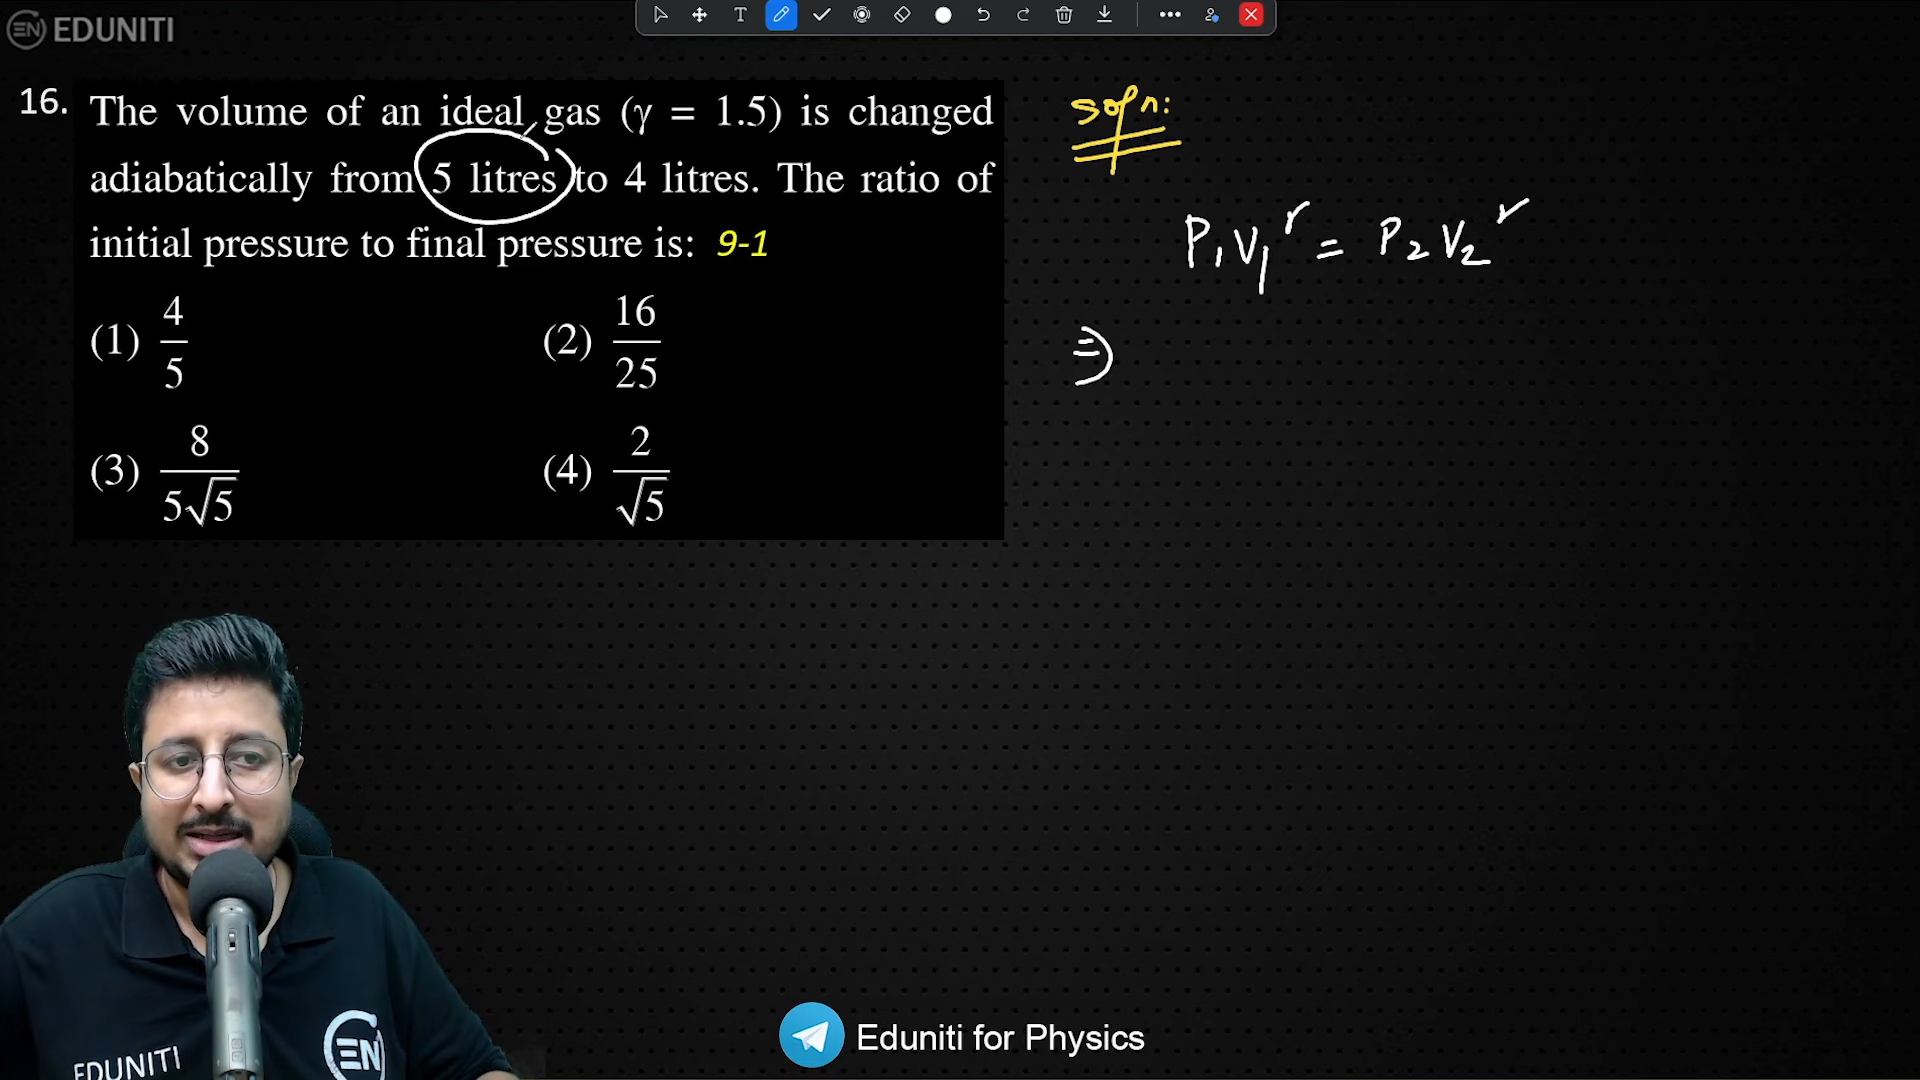 EN EDUNITI
16. The volume of an ideal gas (γ = 1.5) is changed
adiabatically from 5 litres to 4 litres. The ratio of
initial pressure to final pressure is: 9-1
(1) 4/5
(2) 16/25
(3) 8/5√5
(4) 2/√5
Soln:
P₁V₁^γ = P₂V₂^γ
⇒
EDUNITI
EN
Eduniti for Physics